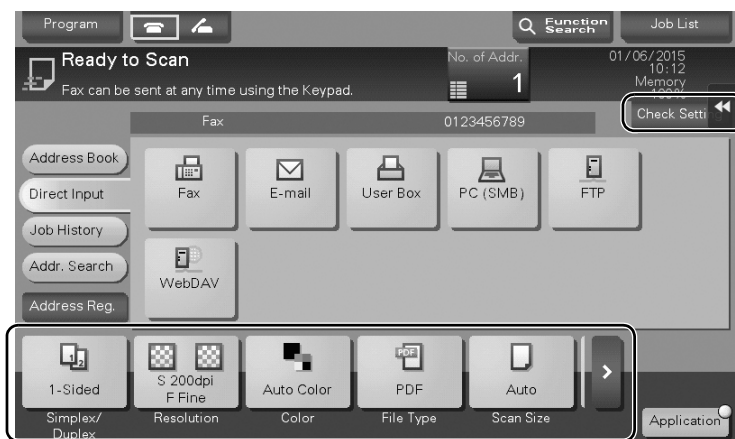 Program
Function
Search
Job List
Ready to Scan
Fax can be sent at any time using the Keypad.
No. of Addr.
1
01/06/2015
10:12
Memory
100%
Check Setti
Fax 0123456789
Address Book
Direct Input
Job History
Addr. Search
Address Reg.
Fax
E-mail
User Box
PC (SMB)
FTP
WebDAV
1 2
1-Sided
Simplex/
Duplex
S 200dpi
F Fine
Resolution
Auto Color
Color
PDF
PDF
File Type
Auto
Scan Size
Application